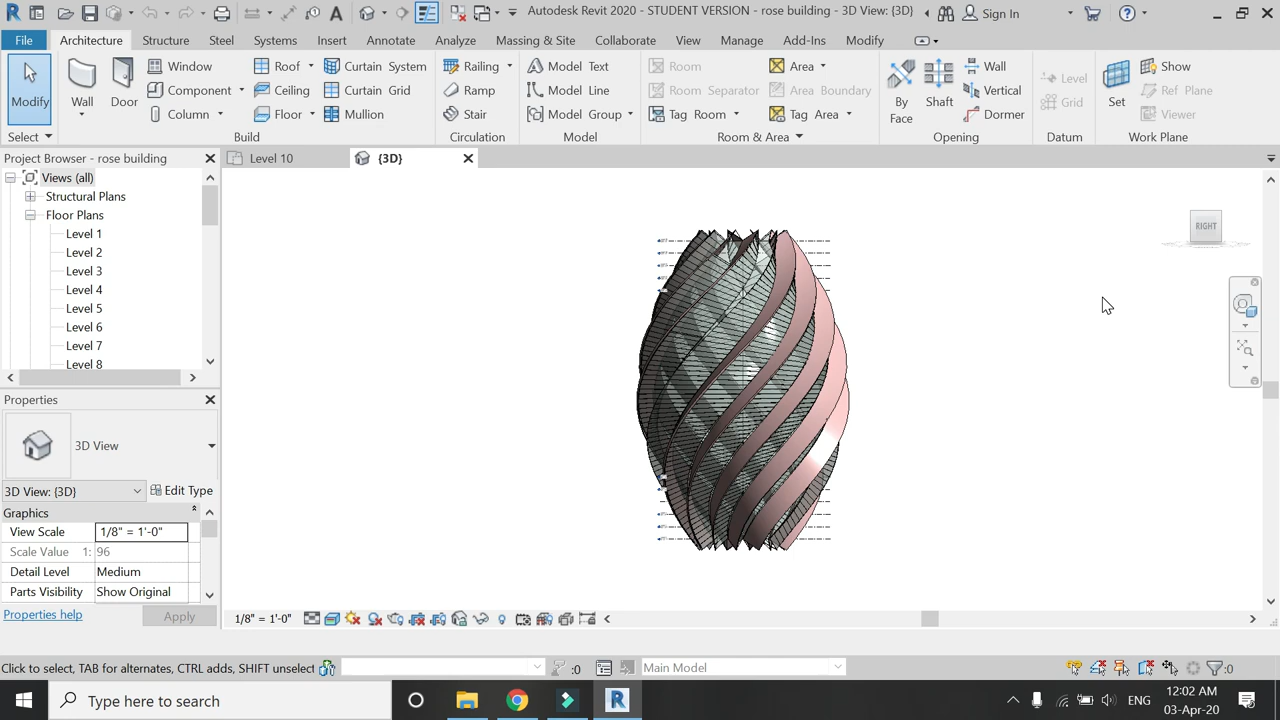 Autodesk Revit 2020 - STUDENT VERSION - rose building - 3D View: {3D}
Sign In
File Architecture Structure Steel Systems Insert Annotate Analyze Massing & Site Collaborate View Manage Add-Ins Modify
Modify
Select
Wall
Door
Window
Component
Column
Roof
Ceiling
Floor
Curtain System
Curtain Grid
Mullion
Build
Railing
Ramp
Stair
Circulation
Model Text
Model Line
Model Group
Model
Room
Room Separator
Tag Room
Area
Area Boundary
Tag Area
Room & Area
By
Face
Shaft
Wall
Vertical
Dormer
Opening
Level
Grid
Datum
Set
Show
Ref Plane
Viewer
Work Plane
Project Browser - rose building
Level 10
{3D}
Views (all)
Structural Plans
Floor Plans
Level 1
Level 2
Level 3
Level 4
Level 5
Level 6
Level 7
Level 8
RIGHT
Properties
3D View
3D View: {3D}
Edit Type
Graphics
View Scale 1/8" = 1'-0"
Scale Value 1: 96
Detail Level Medium
Parts Visibility Show Original
Properties help
Apply
1/8" = 1'-0"
Click to select, TAB for alternates, CTRL adds, SHIFT unselect
:0
Main Model
:0
Type here to search
ENG
12:02 AM
03-Apr-20